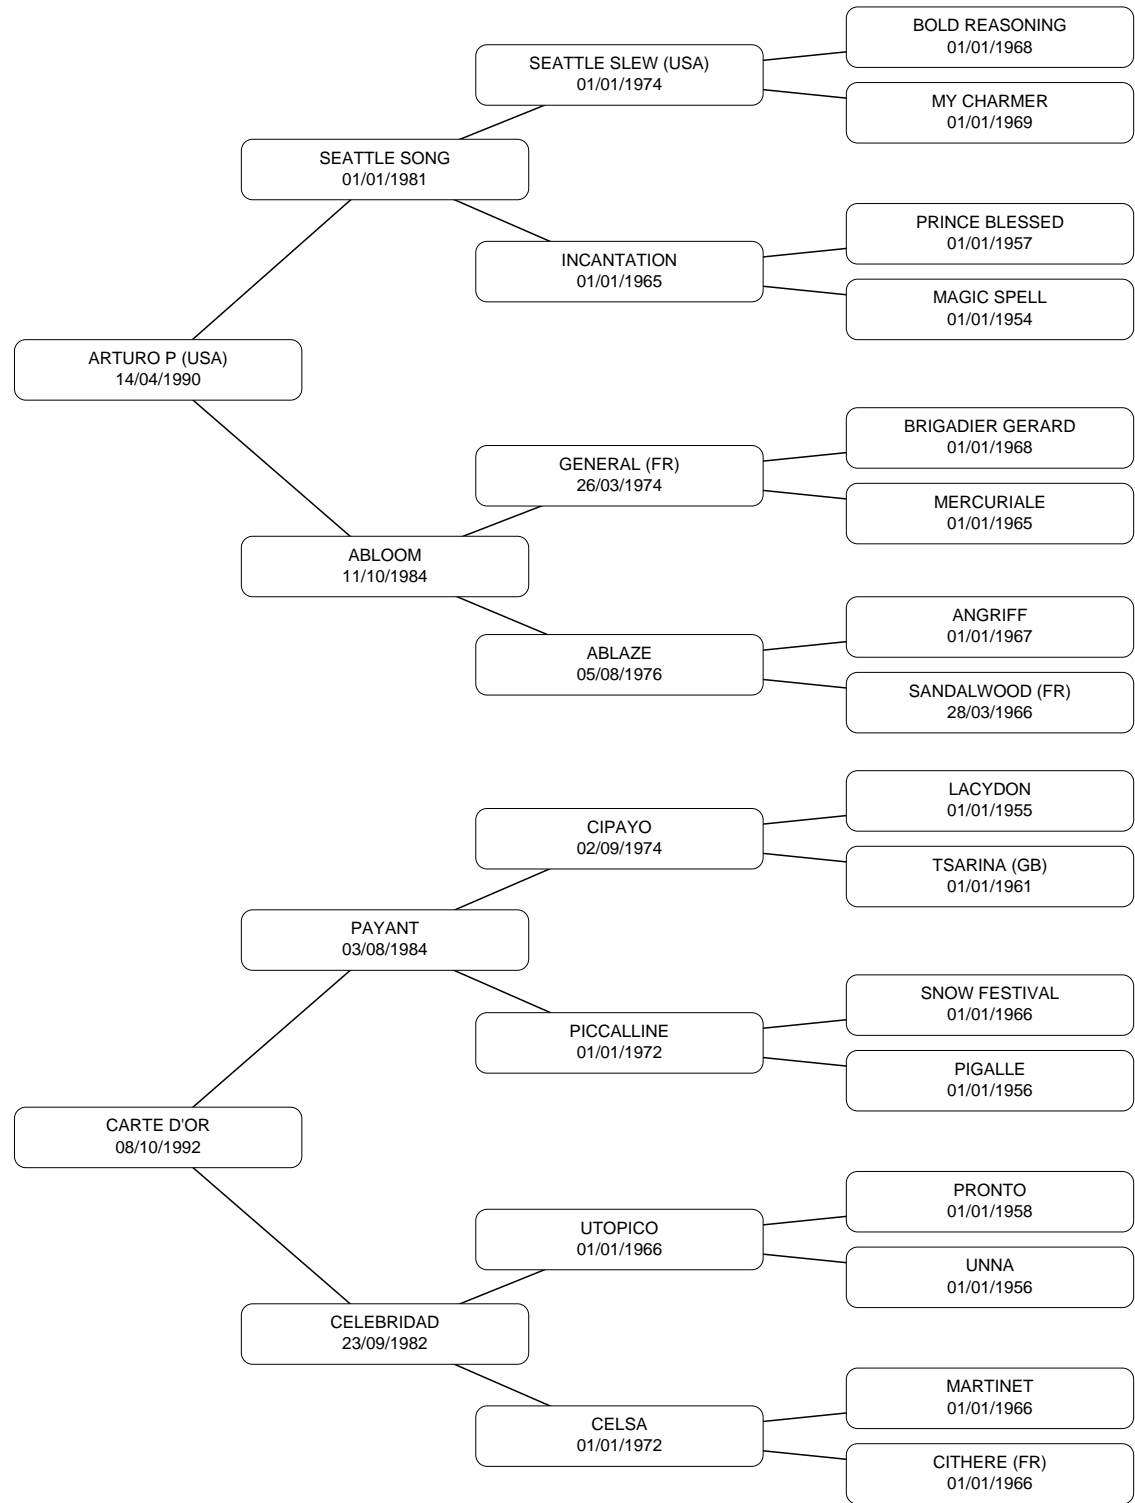 BOLD REASONING
01/01/1968
SEATTLE SLEW (USA)
01/01/1974
MY CHARMER
01/01/1969
SEATTLE SONG
01/01/1981
PRINCE BLESSED
01/01/1957
INCANTATION
01/01/1965
MAGIC SPELL
01/01/1954
ARTURO P (USA)
14/04/1990
BRIGADIER GERARD
01/01/1968
GENERAL (FR)
26/03/1974
MERCURIALE
01/01/1965
ABLOOM
11/10/1984
ANGRIFF
01/01/1967
ABLAZE
05/08/1976
SANDALWOOD (FR)
28/03/1966
LACYDON
01/01/1955
CIPAYO
02/09/1974
TSARINA (GB)
01/01/1961
PAYANT
03/08/1984
SNOW FESTIVAL
01/01/1966
PICCALLINE
01/01/1972
PIGALLE
01/01/1956
CARTE D'OR
08/10/1992
PRONTO
01/01/1958
UTOPICO
01/01/1966
UNNA
01/01/1956
CELEBRIDAD
23/09/1982
MARTINET
01/01/1966
CELSA
01/01/1972
CITHERE (FR)
01/01/1966